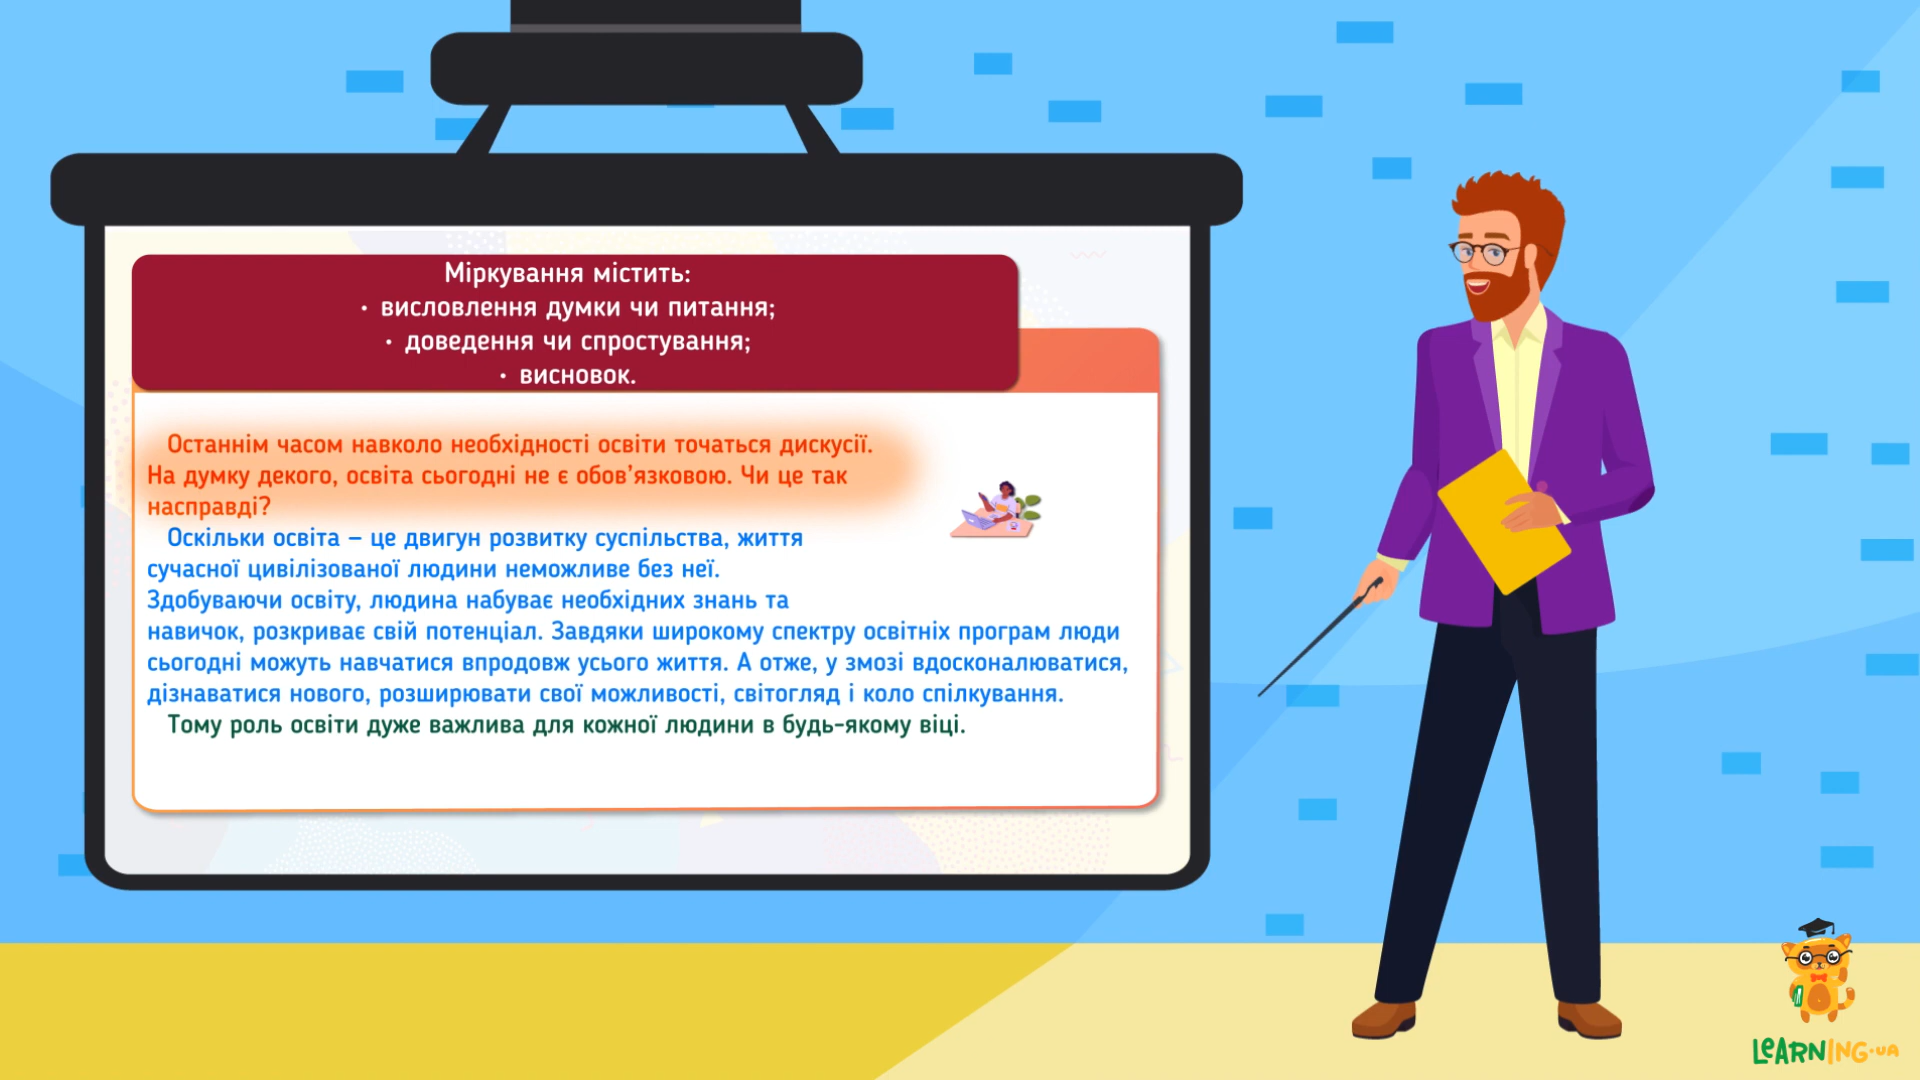 Міркування містить:
• висловлення думки чи питання;
• доведення чи спростування;
• висновок.
Останнім часом навколо необхідності освіти точаться дискусії.
На думку декого, освіта сьогодні не є обов’язковою. Чи це так
насправді?
Оскільки освіта – це двигун розвитку суспільства, життя
сучасної цивілізованої людини неможливе без неї.
Здобуваючи освіту, людина набуває необхідних знань та
навичок, розкриває свій потенціал. Завдяки широкому спектру освітніх програм люди
сьогодні можуть навчатися впродовж усього життя. А отже, у змозі вдосконалюватися,
дізнаватися нового, розширювати свої можливості, світогляд і коло спілкування.
Тому роль освіти дуже важлива для кожної людини в будь-якому віці.
LEARNING.UA